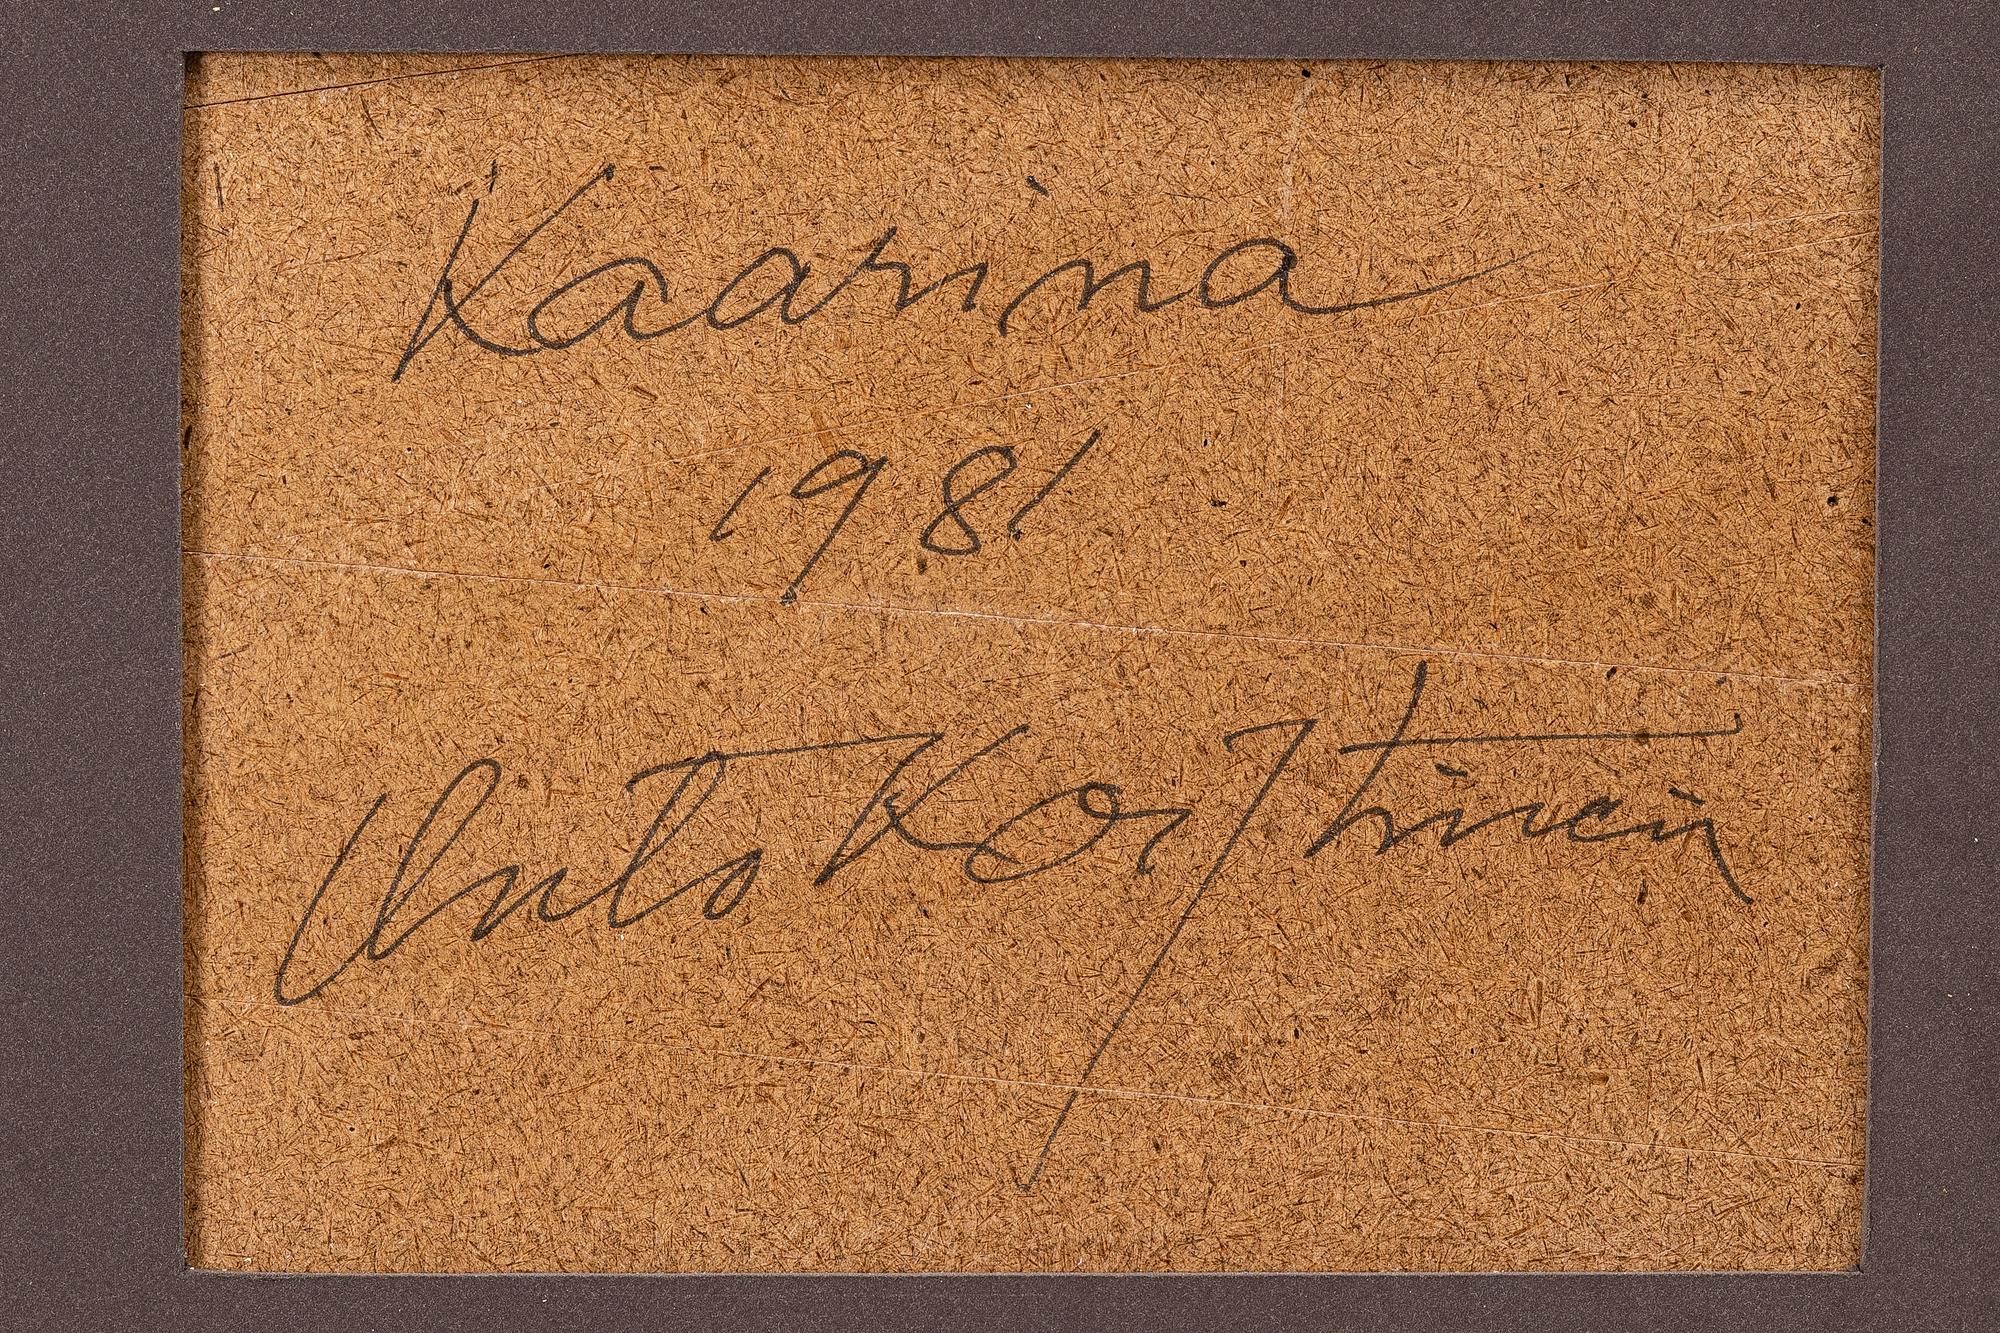 Kaarina
1981
Unto Koistinen